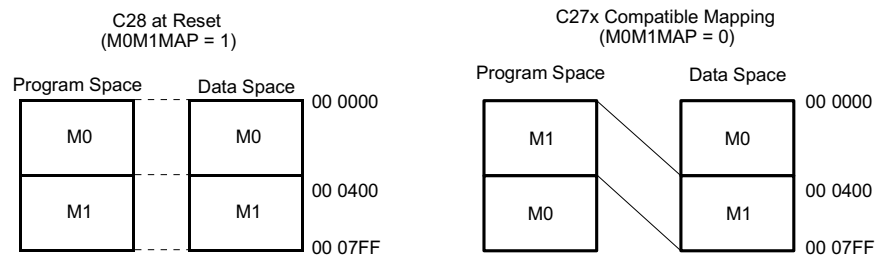 C28 at Reset
(M0M1MAP = 1)
Program Space
Data Space
00 0000
M0
M0
00 0400
M1
M1
00 07FF
C27x Compatible Mapping
(M0M1MAP = 0)
Program Space
Data Space
00 0000
M1
M0
00 0400
M0
M1
00 07FF